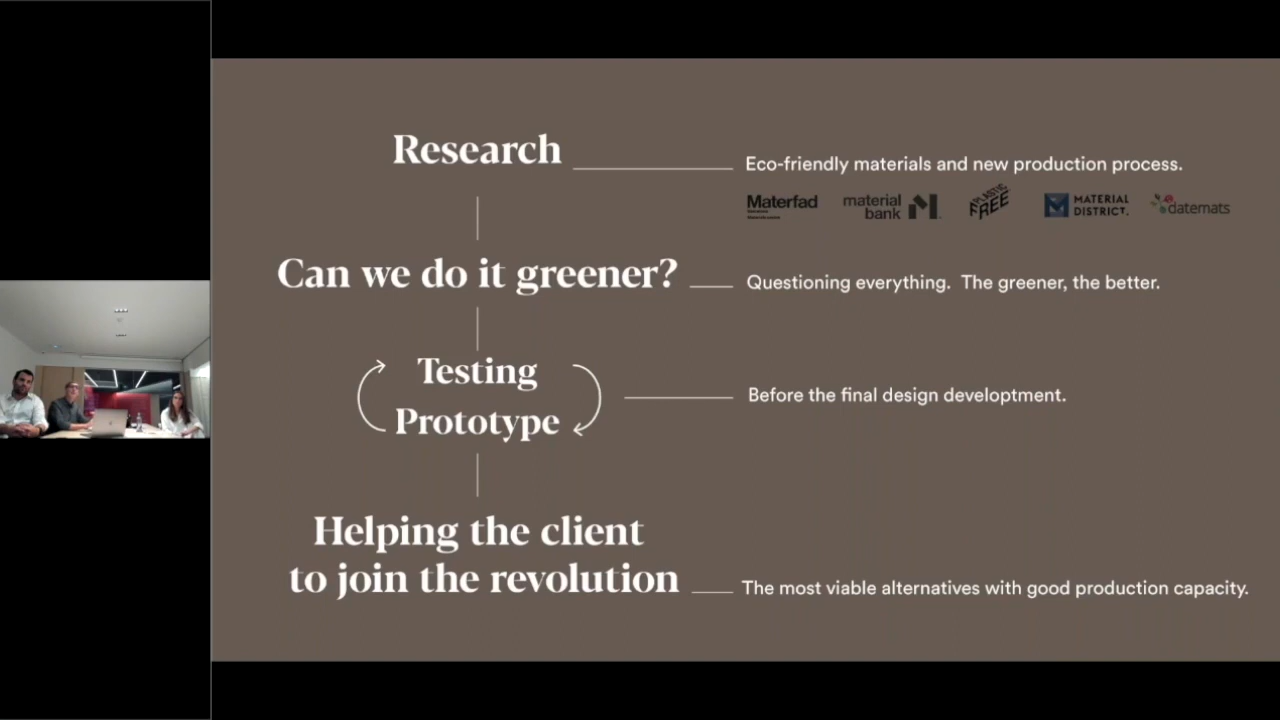 Research
Eco-friendly materials and new production process.
Materfad
material bank
PLASTIC FREE
MATERIAL DISTRICT.
datemats
Can we do it greener?
Questioning everything. The greener, the better.
Testing
Prototype
Before the final design developtment.
Helping the client
to join the revolution
The most viable alternatives with good production capacity.